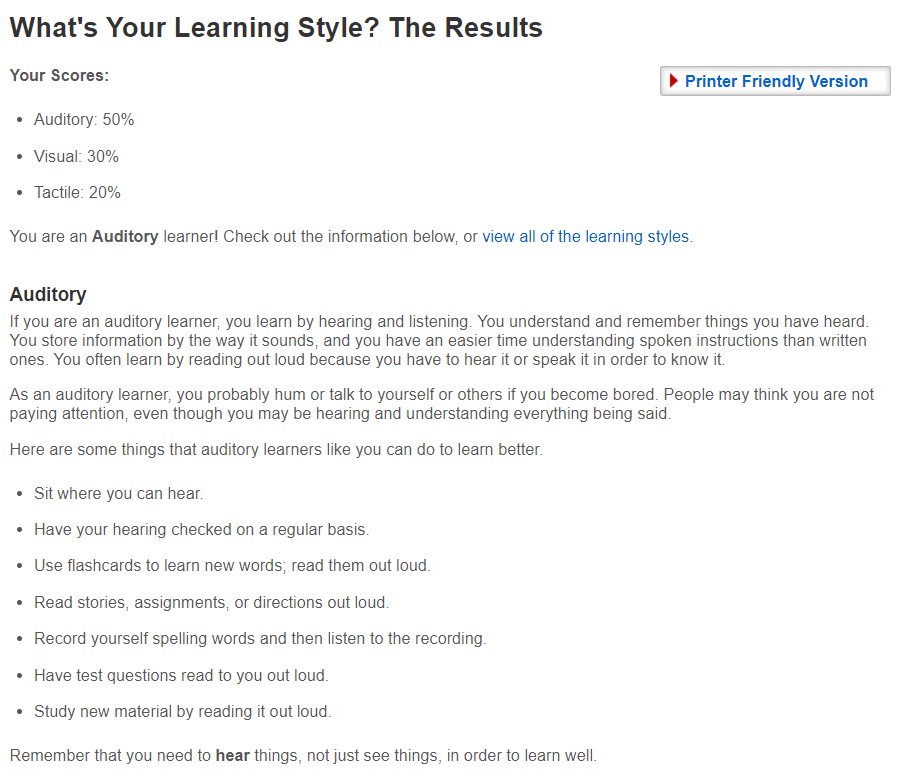 What's Your Learning Style? The Results
Your Scores:
Printer Friendly Version
• Auditory: 50%
• Visual: 30%
• Tactile: 20%
You are an Auditory learner! Check out the information below, or view all of the learning styles.
Auditory
If you are an auditory learner, you learn by hearing and listening. You understand and remember things you have heard.
You store information by the way it sounds, and you have an easier time understanding spoken instructions than written
ones. You often learn by reading out loud because you have to hear it or speak it in order to know it.
As an auditory learner, you probably hum or talk to yourself or others if you become bored. People may think you are not
paying attention, even though you may be hearing and understanding everything being said.
Here are some things that auditory learners like you can do to learn better.
• Sit where you can hear.
• Have your hearing checked on a regular basis.
• Use flashcards to learn new words; read them out loud.
• Read stories, assignments, or directions out loud.
• Record yourself spelling words and then listen to the recording.
• Have test questions read to you out loud.
• Study new material by reading it out loud.
Remember that you need to hear things, not just see things, in order to learn well.